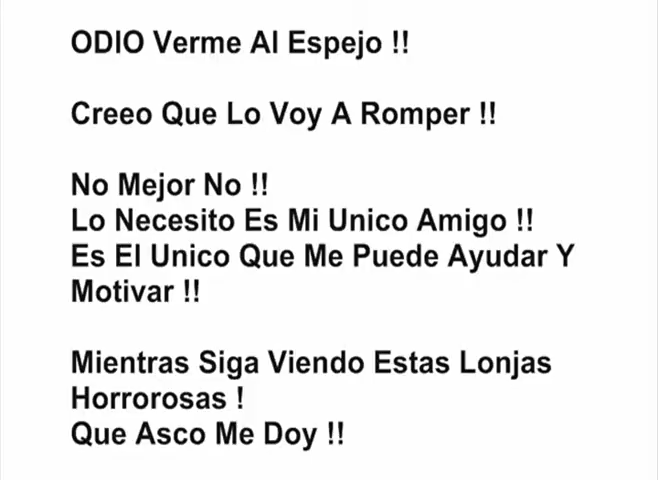 ODIO Verme Al Espejo !!
Creeo Que Lo Voy A Romper !!
No Mejor No !!
Lo Necesito Es Mi Unico Amigo !!
Es El Unico Que Me Puede Ayudar Y
Motivar !!
Mientras Siga Viendo Estas Lonjas
Horrorosas !
Que Asco Me Doy !!